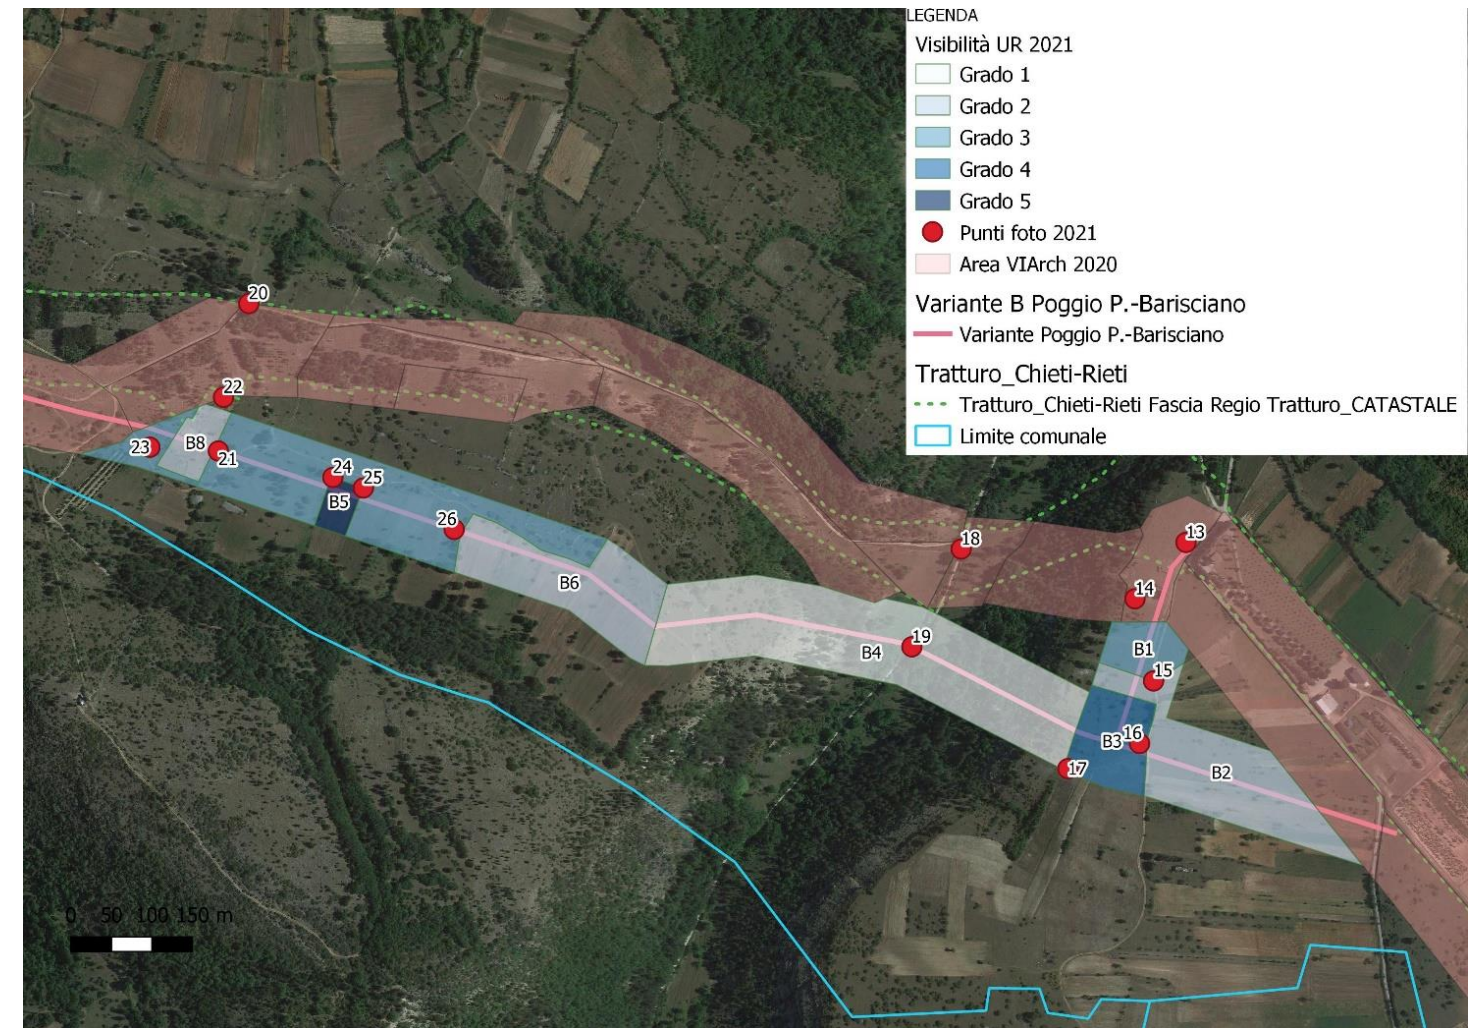 LEGENDA
Visibilità UR 2021
Grado 1
Grado 2
Grado 3
Grado 4
Grado 5
Punti foto 2021
Area VIArch 2020
Variante B Poggio P.-Barisciano
Variante Poggio P.-Barisciano
Tratturo_Chieti-Rieti
Tratturo_Chieti-Rieti Fascia Regio Tratturo_CATASTALE
Limite comunale
20
22
23
B8
21
24
25
B5
26
B6
18
13
14
19
B4
B1
15
B3
16
17
B2
0 50 100 150 m